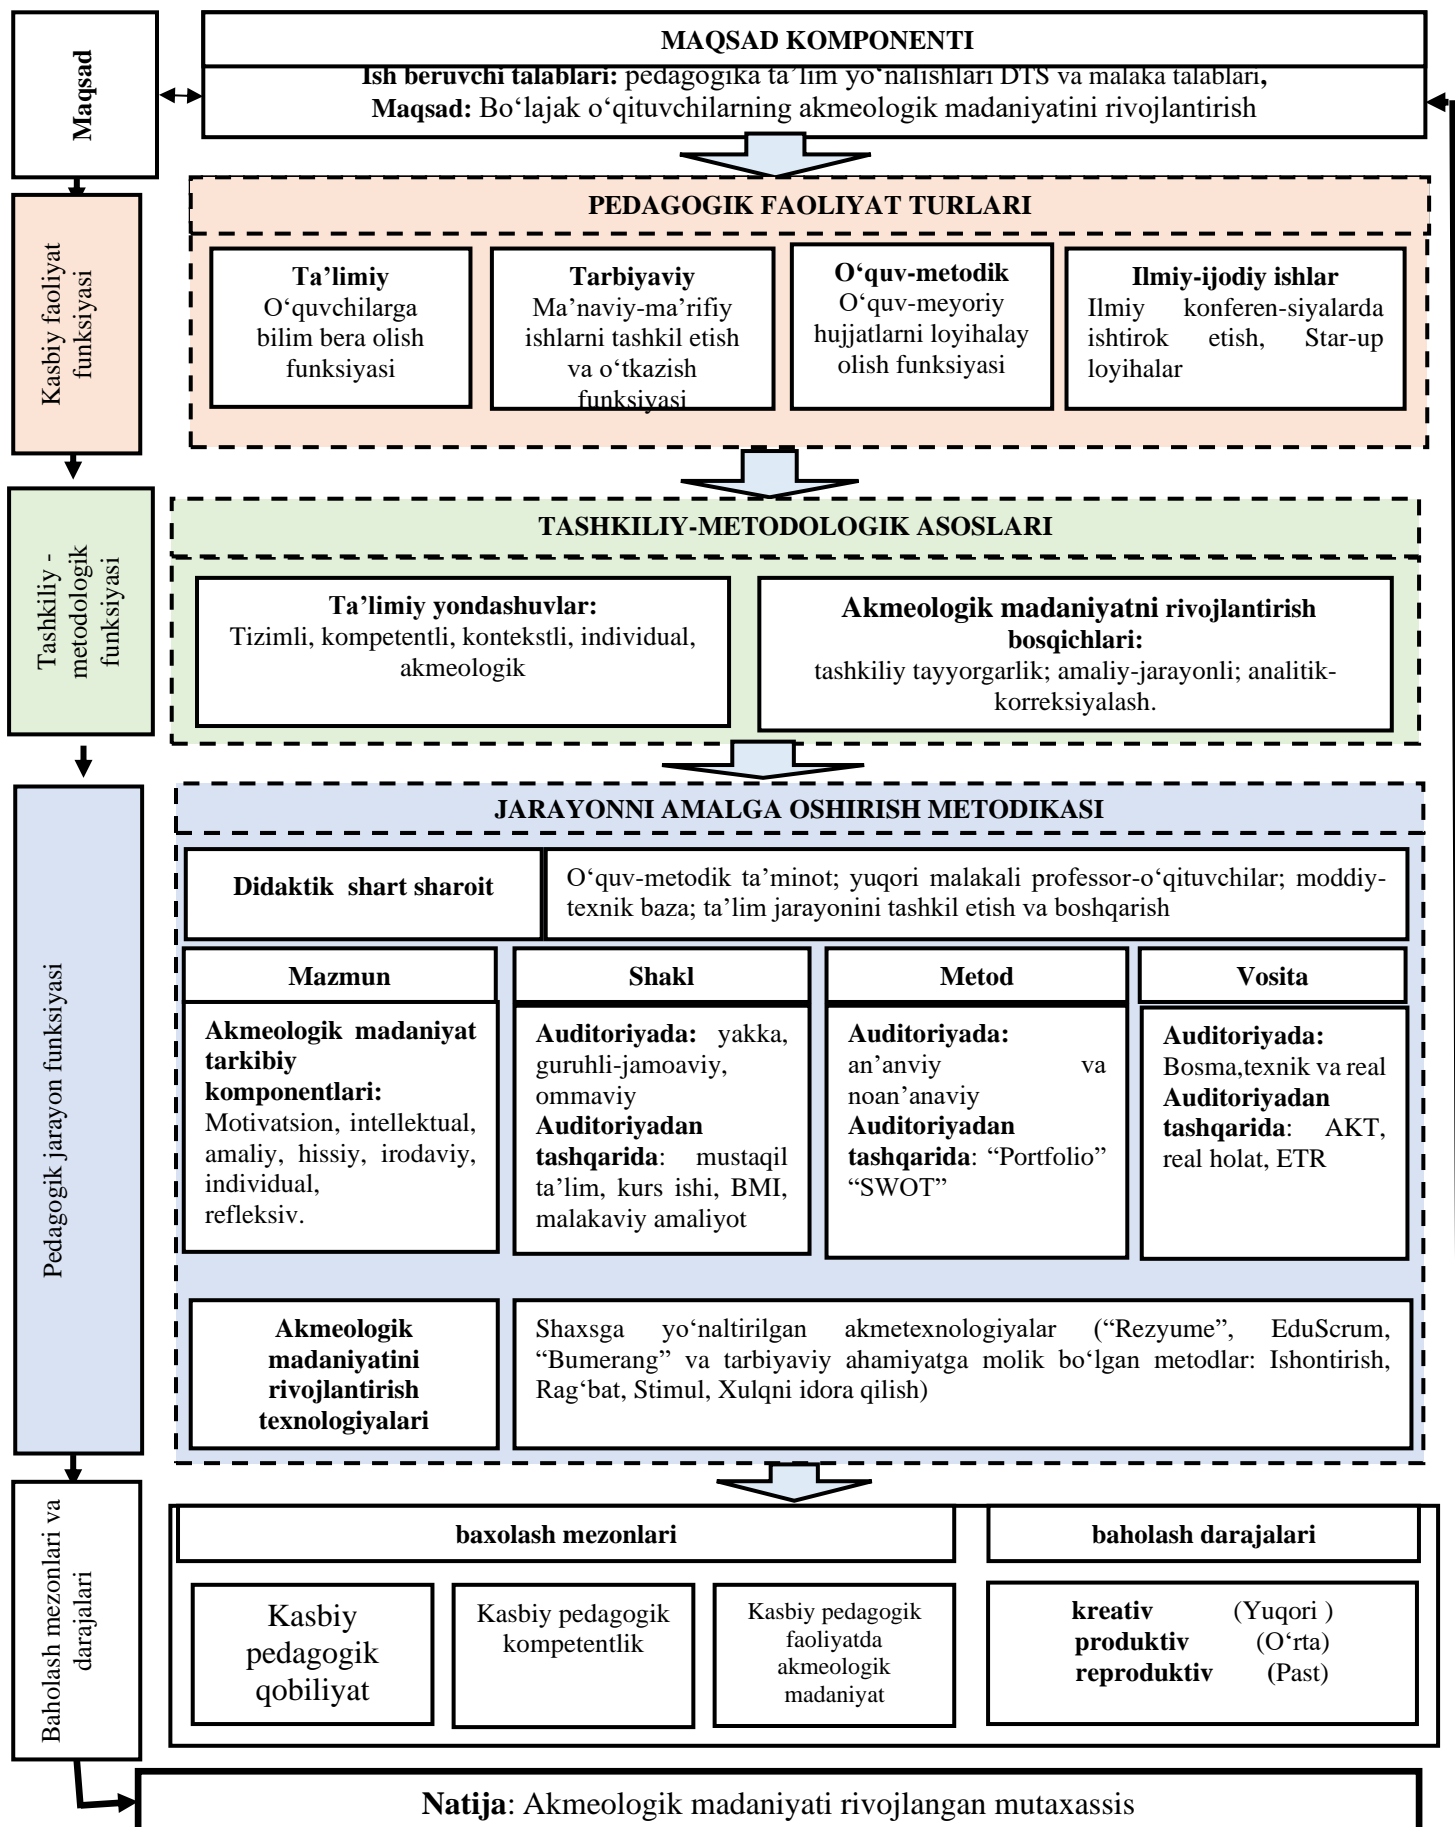 Maqsad
MAQSAD KOMPONENTI
Ish beruvchi talablari: pedagogika ta’lim yo‘nalishlari DTS va malaka talablari,
Maqsad: Bo‘lajak o‘qituvchilarning akmeologik madaniyatini rivojlantirish
Kasbiy faoliyat
funksiyasi
PEDAGOGIK FAOLIYAT TURLARI
Ta’limiy
O‘quvchilarga
bilim bera olish
funksiyasi
Tarbiyaviy
Ma’naviy-ma’rifiy
ishlarni tashkil etish
va o‘tkazish
funksiyasi
O‘quv-metodik
O‘quv-meyoriy
hujjatlarni loyihalay
olish funksiyasi
Ilmiy-ijodiy ishlar
Ilmiy konferen-siyalarda
ishtirok etish, Star-up
loyihalar
Tashkiliy -
metodologik
funksiyasi
TASHKILIY-METODOLOGIK ASOSLARI
Ta’limiy yondashuvlar:
Tizimli, kompetentli, kontekstli, individual,
akmeologik
Akmeologik madaniyatni rivojlantirish
bosqichlari:
tashkiliy tayyorgarlik; amaliy-jarayonli; analitik-
korreksiyalash.
Pedagogik jarayon funksiyasi
JARAYONNI AMALGA OSHIRISH METODIKASI
Didaktik shart sharoit
O‘quv-metodik ta’minot; yuqori malakali professor-o‘qituvchilar; moddiy-
texnik baza; ta’lim jarayonini tashkil etish va boshqarish
Mazmun
Akmeologik madaniyat
tarkibiy
komponentlari:
Motivatsion, intellektual,
amaliy, hissiy, irodaviy,
individual,
refleksiv.
Shakl
Auditoriyada: yakka,
guruhli-jamoaviy,
ommaviy
Auditoriyadan
tashqarida: mustaqil
ta’lim, kurs ishi, BMI,
malakaviy amaliyot
Metod
Auditoriyada:
an’anviy va
noan’anaviy
Auditoriyadan
tashqarida: “Portfolio”
“SWOT”
Vosita
Auditoriyada:
Bosma,texnik va real
Auditoriyadan
tashqarida: AKT,
real holat, ETR
Akmeologik
madaniyatini
rivojlantirish
texnologiyalari
Shaxsga yo‘naltirilgan akmetexnologiyalar (“Rezyume”, EduScrum,
“Bumerang” va tarbiyaviy ahamiyatga molik bo‘lgan metodlar: Ishontirish,
Rag‘bat, Stimul, Xulqni idora qilish)
Baholash mezonlari va
darajalari
baxolash mezonlari
Kasbiy
pedagogik
qobiliyat
Kasbiy pedagogik
kompetentlik
Kasbiy pedagogik
faoliyatda
akmeologik
madaniyat
baholash darajalari
kreativ (Yuqori )
produktiv (O‘rta)
reproduktiv (Past)
Natija: Akmeologik madaniyati rivojlangan mutaxassis